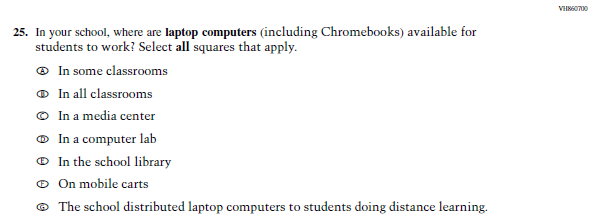 VH860700
25. In your school, where are laptop computers (including Chromebooks) available for
students to work? Select all squares that apply.
A In some classrooms
B In all classrooms
C In a media center
D In a computer lab
E In the school library
F On mobile carts
G The school distributed laptop computers to students doing distance learning.